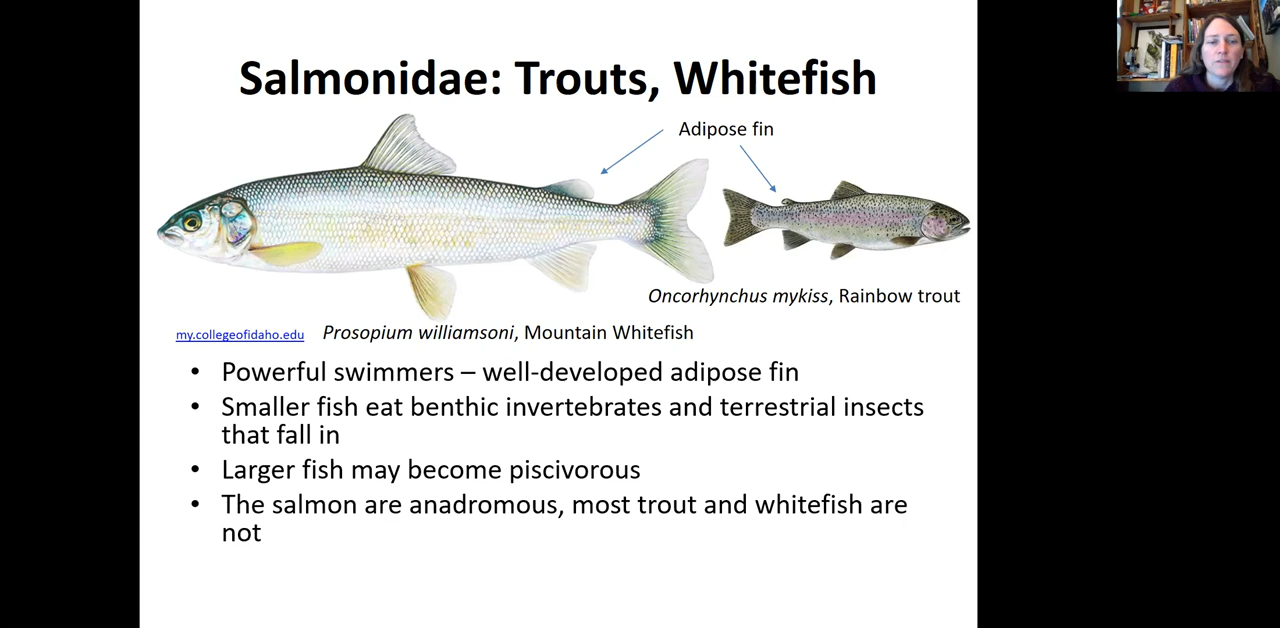 Salmonidae: Trouts, Whitefish
Adipose fin
Oncorhynchus mykiss, Rainbow trout
my.collegeofidaho.edu Prosopium williamsoni, Mountain Whitefish
• Powerful swimmers – well-developed adipose fin
• Smaller fish eat benthic invertebrates and terrestrial insects
that fall in
• Larger fish may become piscivorous
• The salmon are anadromous, most trout and whitefish are
not